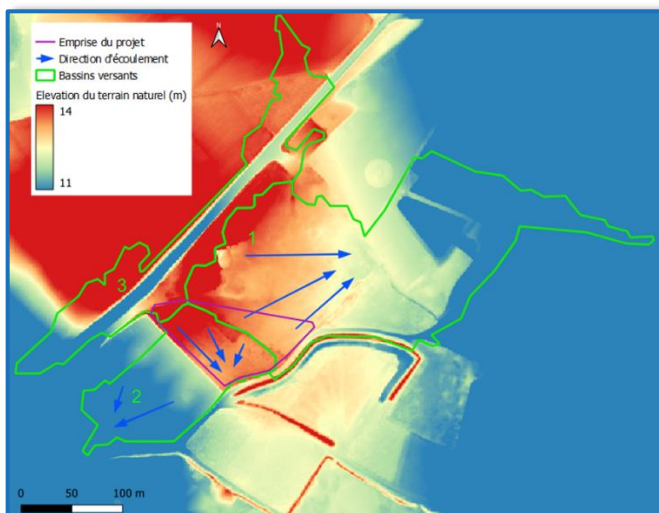 N
Emprise du projet
Direction d'écoulement
Bassins versants
Elevation du terrain naturel (m)
14
11
1
3
2
0 50 100 m